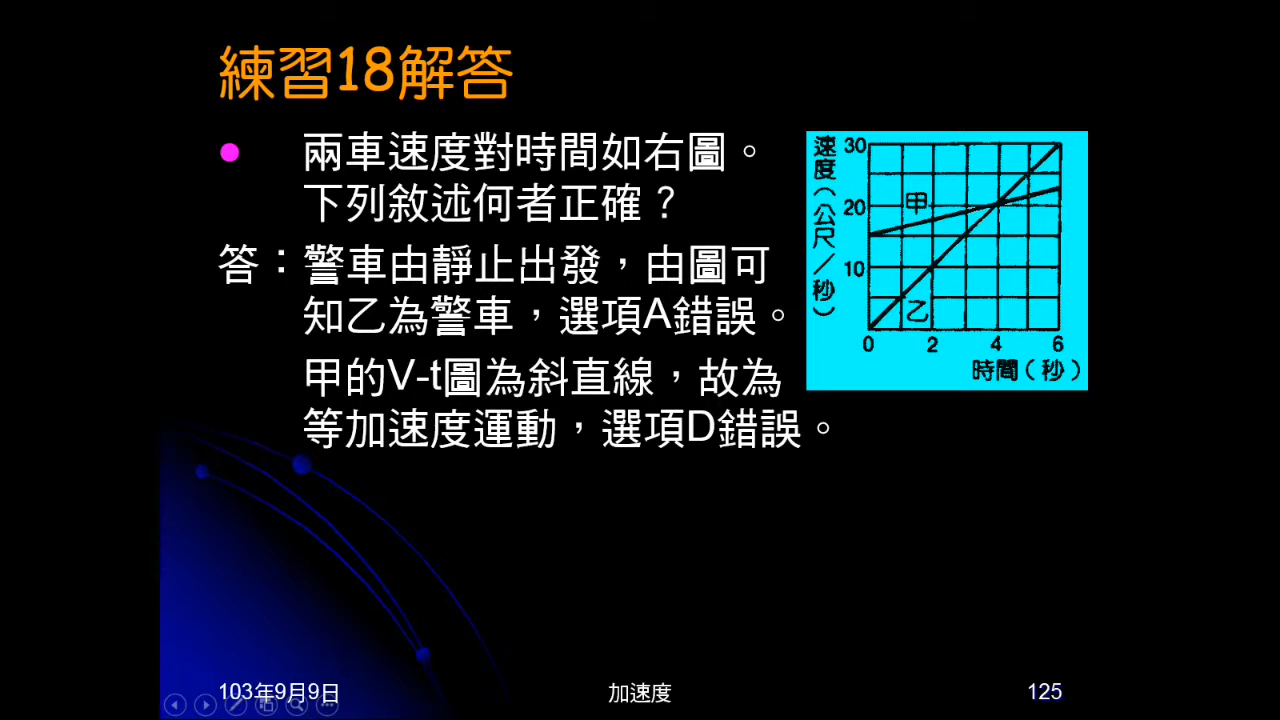 練習18解答
兩車速度對時間如右圖。
下列敘述何者正確？
答：警車由靜止出發，由圖可
知乙為警車，選項A錯誤。
甲的V-t圖為斜直線，故為
等加速度運動，選項D錯誤。
速度(公尺/秒)
30
20
10
甲
乙
0 2 4 6
時間(秒)
103年9月9日
加速度
125